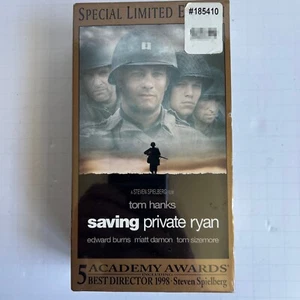 SPECIAL LIMITED E
#185410
A STEVEN SPIELBERG FILM
tom hanks
saving private ryan
edward burns matt damon tom sizemore
5 ACADEMY AWARDS
INCLUDING
BEST DIRECTOR 1998 - Steven Spielberg